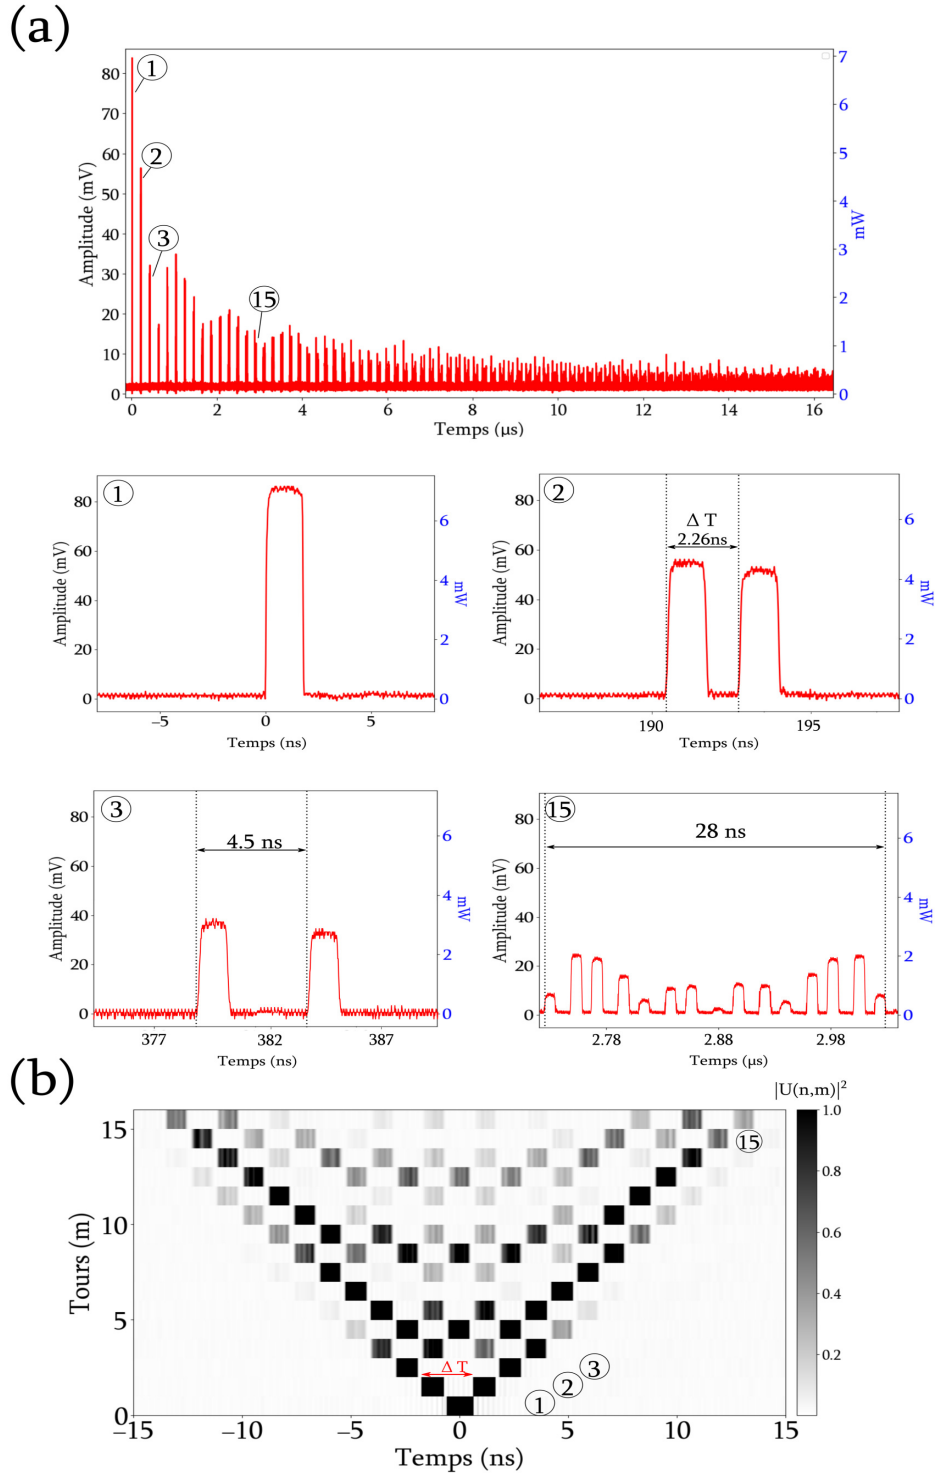 (a)
1
2
3
15
Amplitude (mV)
80
70
60
50
40
30
20
10
0
7
6
5
4
3
2
1
0
mW
0 2 4 6 8 10 12 14 16
Temps (μs)
1
Amplitude (mV)
80
60
40
20
0
6
4
2
0
mW
−5 0 5
Temps (ns)
2
Δ T
2.26ns
Amplitude (mV)
80
60
40
20
0
6
4
2
0
mW
190 195
Temps (ns)
3
4.5 ns
Amplitude (mV)
80
60
40
20
0
6
4
2
0
mW
377 382 387
Temps (ns)
15
28 ns
Amplitude (mV)
80
60
40
20
0
6
4
2
0
mW
2.78 2.88 2.98
Temps (μs)
(b)
|U(n,m)|²
Tours (m)
15
10
5
0
15
Δ T
1
2
3
1.0
0.8
0.6
0.4
0.2
−15 −10 −5 0 5 10 15
Temps (ns)